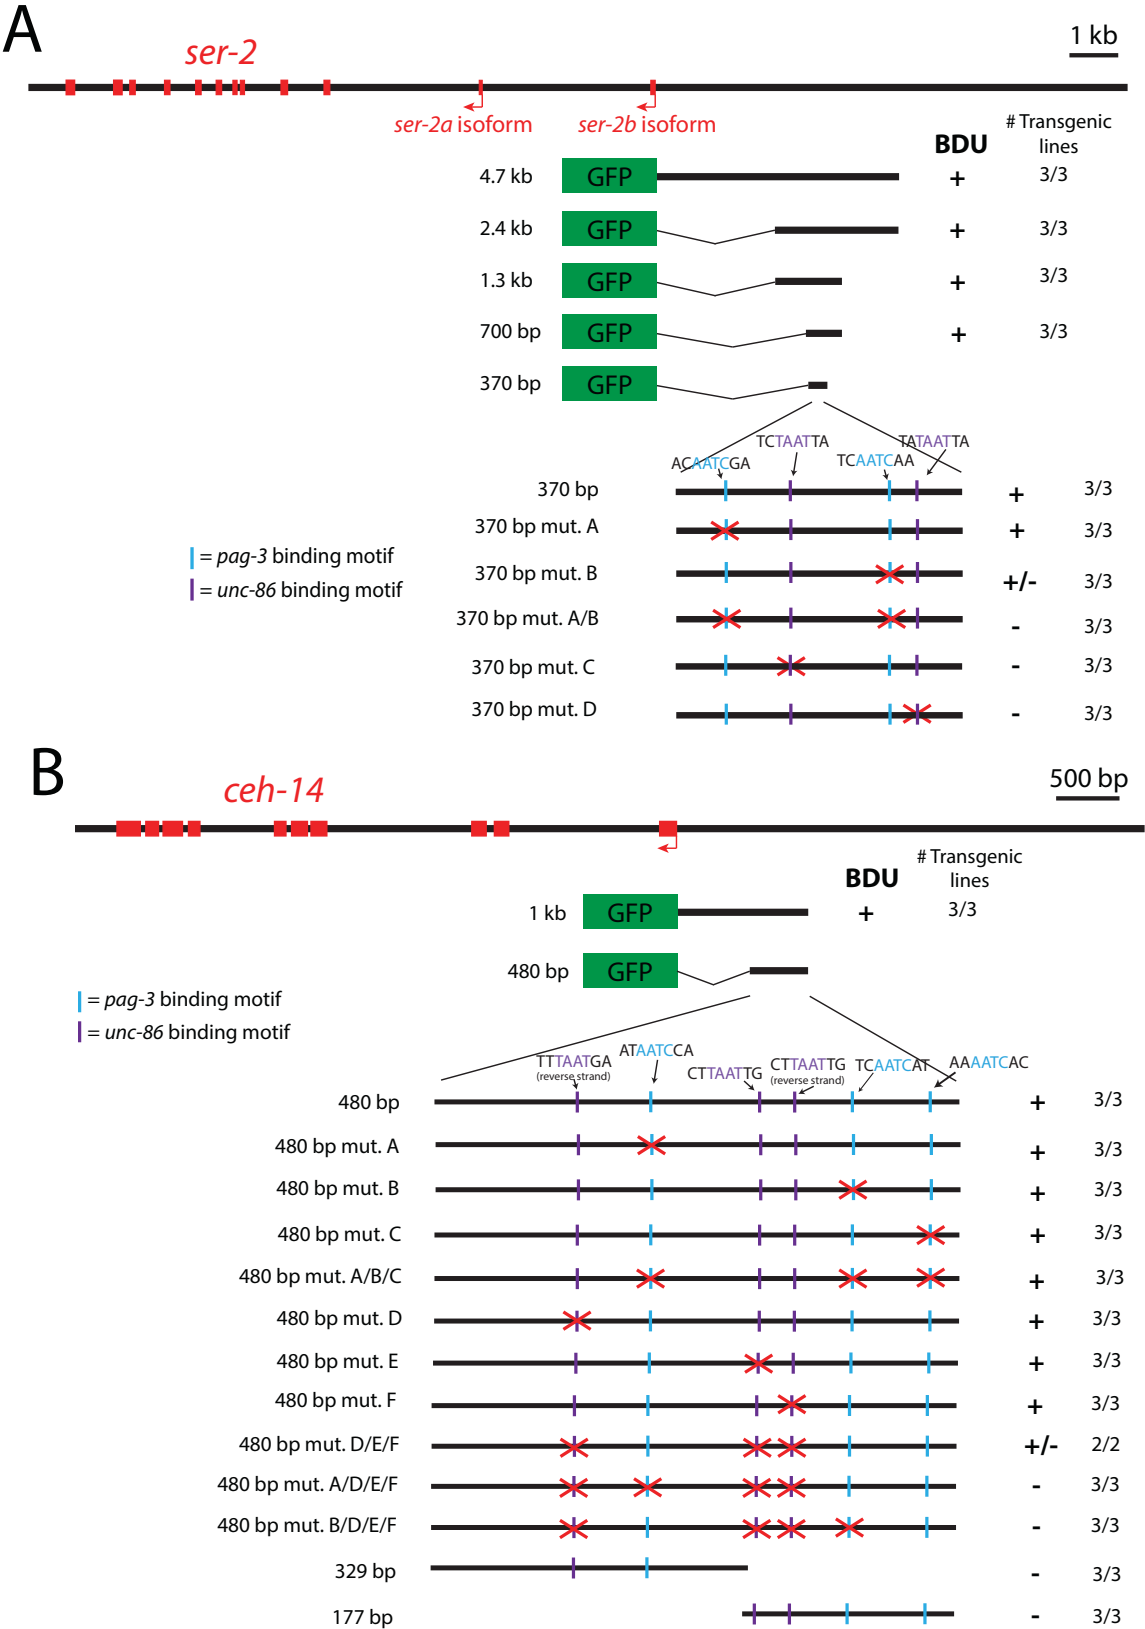 A
ser-2
1 kb
ser-2a isoform
ser-2b isoform
# Transgenic
lines
BDU
4.7 kb GFP + 3/3
2.4 kb GFP + 3/3
1.3 kb GFP + 3/3
700 bp GFP + 3/3
370 bp GFP
TCTAATTA TATAATTA
ACAATCGA TCAATCAA
370 bp + 3/3
370 bp mut. A + 3/3
= pag-3 binding motif
370 bp mut. B +/- 3/3
= unc-86 binding motif
370 bp mut. A/B - 3/3
370 bp mut. C - 3/3
370 bp mut. D - 3/3
B
ceh-14
500 bp
# Transgenic
lines
BDU
1 kb GFP + 3/3
480 bp GFP
= pag-3 binding motif
= unc-86 binding motif
TTTAATGA
(reverse strand)
ATAATCCA
CTTAATTG
CTTAATTG
(reverse strand)
TCAATCAT
AAAATCAC
480 bp + 3/3
480 bp mut. A + 3/3
480 bp mut. B + 3/3
480 bp mut. C + 3/3
480 bp mut. A/B/C + 3/3
480 bp mut. D + 3/3
480 bp mut. E + 3/3
480 bp mut. F + 3/3
480 bp mut. D/E/F +/- 2/2
480 bp mut. A/D/E/F - 3/3
480 bp mut. B/D/E/F - 3/3
329 bp - 3/3
177 bp - 3/3